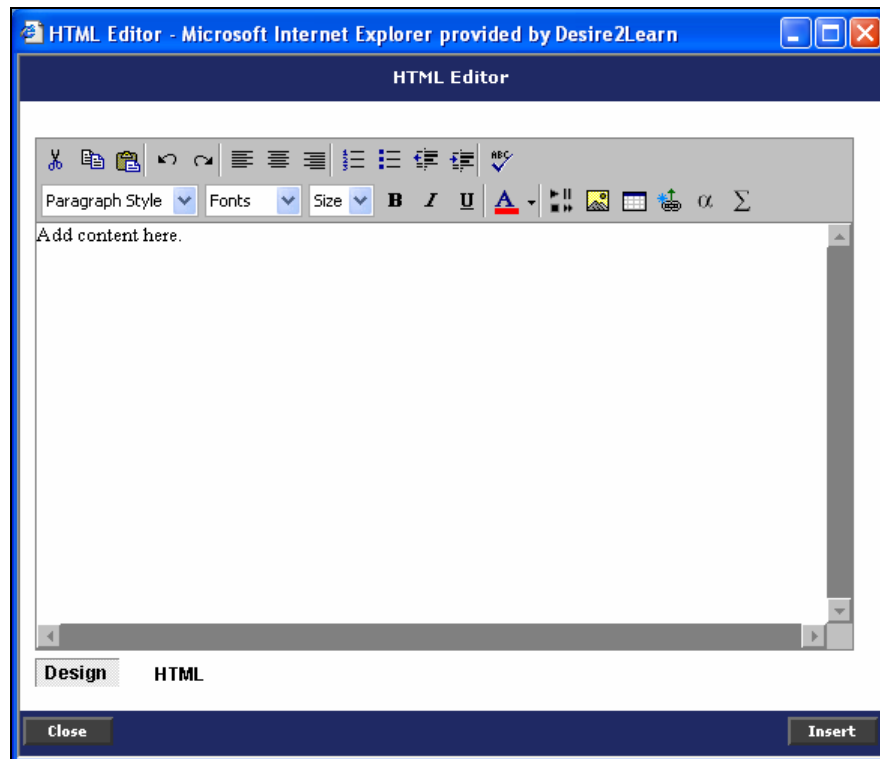 HTML Editor - Microsoft Internet Explorer provided by Desire2Learn
HTML Editor
ABC
Paragraph Style Fonts Size B I U A α Σ
Add content here.
Design HTML
Close Insert